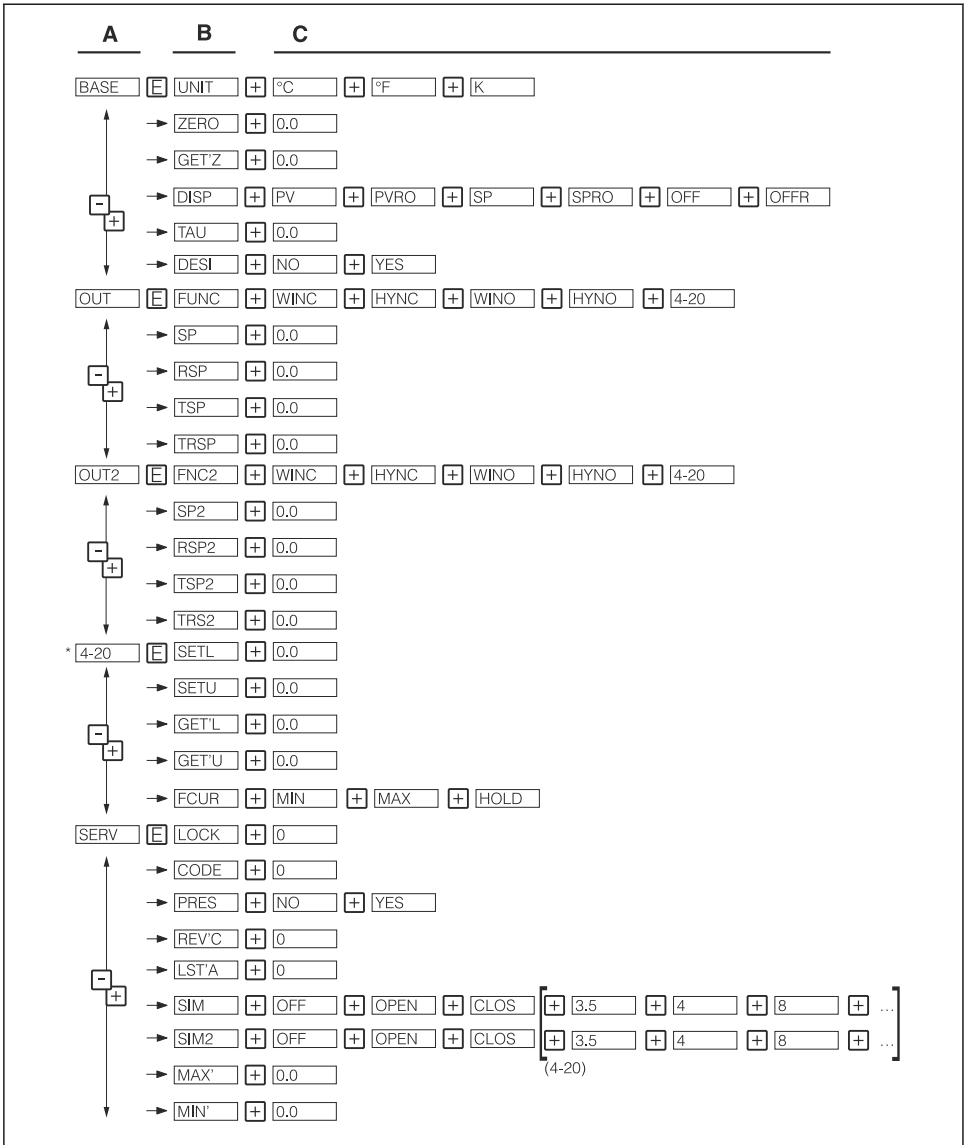 A B C
BASE E UNIT + °C + °F + K
ZERO + 0.0
GET'Z + 0.0
DISP + PV + PVRO + SP + SPRO + OFF + OFFR
- +
TAU + 0.0
DESI + NO + YES
OUT E FUNC + WINC + HYNC + WINO + HYNO + 4-20
SP + 0.0
RSP + 0.0
- +
TSP + 0.0
TRSP + 0.0
OUT2 E FNC2 + WINC + HYNC + WINO + HYNO + 4-20
SP2 + 0.0
RSP2 + 0.0
- +
TSP2 + 0.0
TRS2 + 0.0
* 4-20 E SETL + 0.0
SETU + 0.0
GET'L + 0.0
- +
GET'U + 0.0
FCUR + MIN + MAX + HOLD
SERV E LOCK + 0
CODE + 0
PRES + NO + YES
REV'C + 0
LST'A + 0
- +
SIM + OFF + OPEN + CLOS [ + 3.5 + 4 + 8 + ... ]
SIM2 + OFF + OPEN + CLOS [ + 3.5 + 4 + 8 + ... ]
(4-20)
MAX' + 0.0
MIN' + 0.0